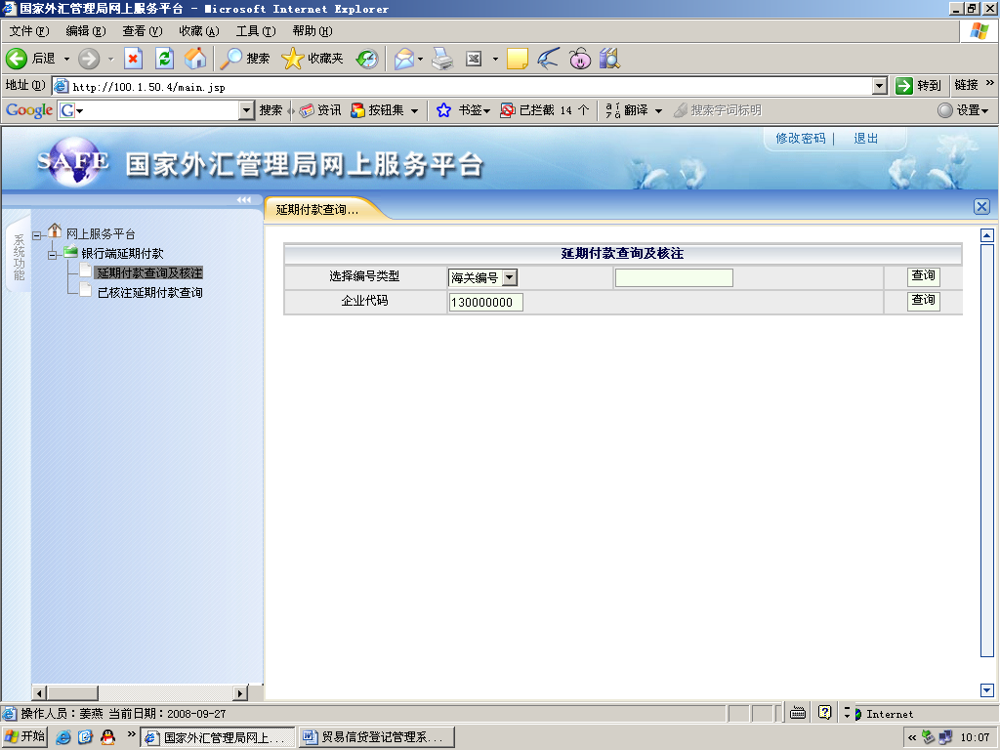 国家外汇管理局网上服务平台 - Microsoft Internet Explorer
文件(F) 编辑(E) 查看(V) 收藏(A) 工具(T) 帮助(H)
后退 搜索 收藏夹
地址(D) http://100.1.50.4/main.jsp 转到 链接 »
Google G 搜索 资讯 按钮集 书签 已拦截 14 个 翻译 搜索字词标明 设置
SAFE 国家外汇管理局网上服务平台 修改密码 | 退出
延期付款查询...
系统功能
网上服务平台
银行端延期付款
延期付款查询及核注
已核注延期付款查询
延期付款查询及核注
选择编号类型 海关编号 查询
企业代码 130000000 查询
操作人员：姜燕 当前日期：2008-09-27 Internet
开始 » 国家外汇管理局网上... 贸易信贷登记管理系... « 10:07